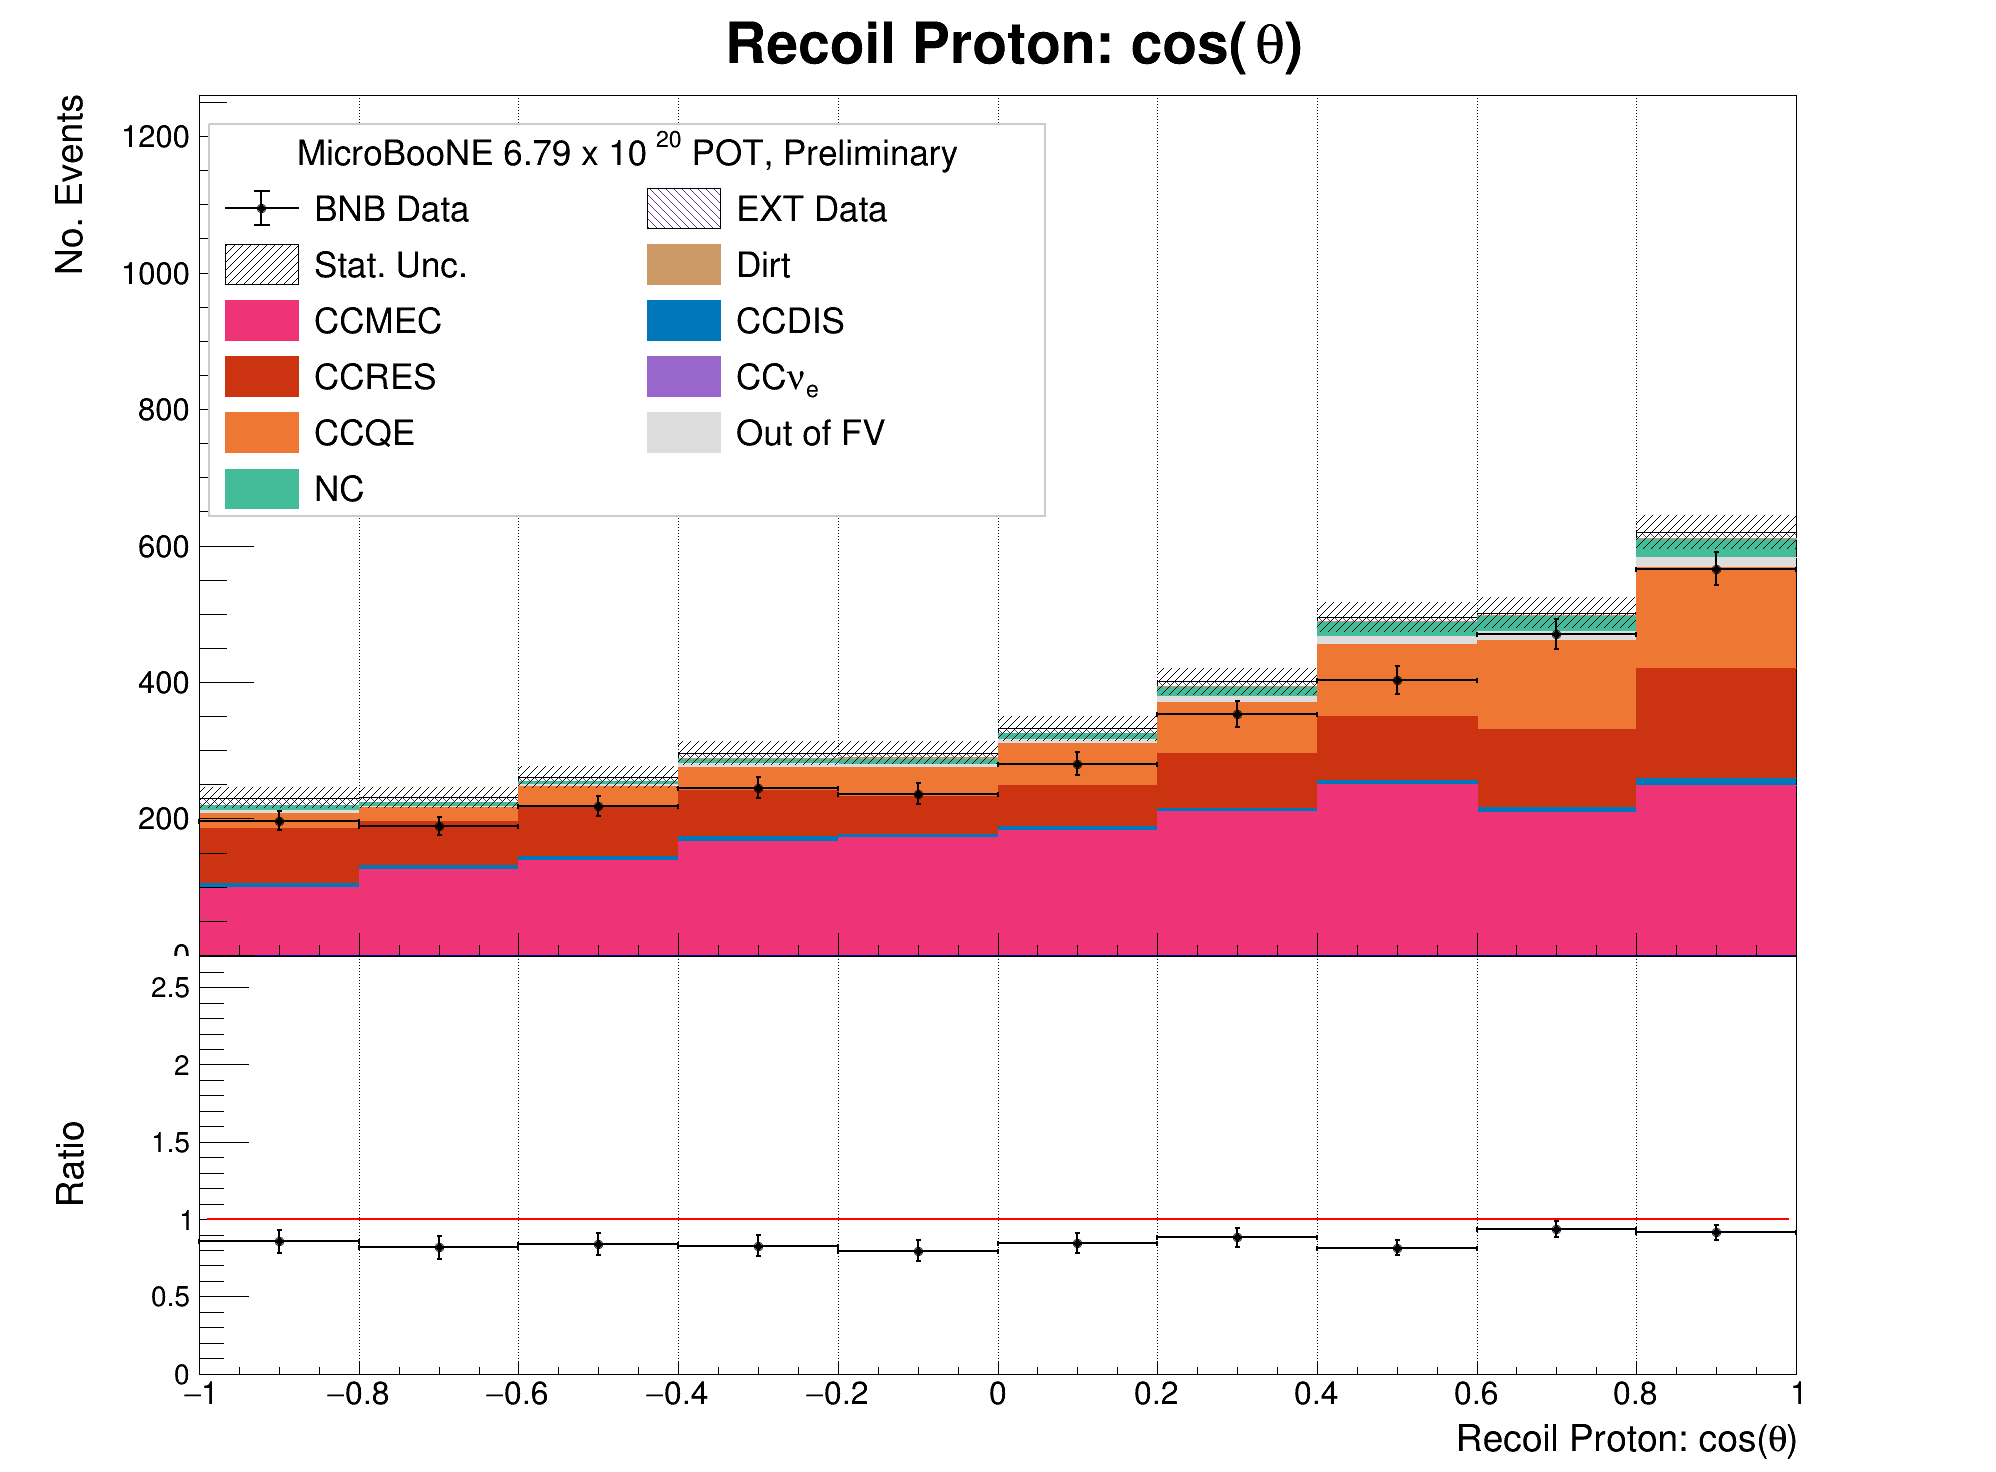 Recoil Proton: cos(θ)
No. Events
1200
1000
800
600
400
200
0
MicroBooNE 6.79 x 10 20 POT, Preliminary
BNB Data
EXT Data
Stat. Unc.
Dirt
CCMEC
CCDIS
CCRES
CCνe
CCQE
Out of FV
NC
Ratio
2.5
2
1.5
1
0.5
0
−1 −0.8 −0.6 −0.4 −0.2 0 0.2 0.4 0.6 0.8 1
Recoil Proton: cos(θ)